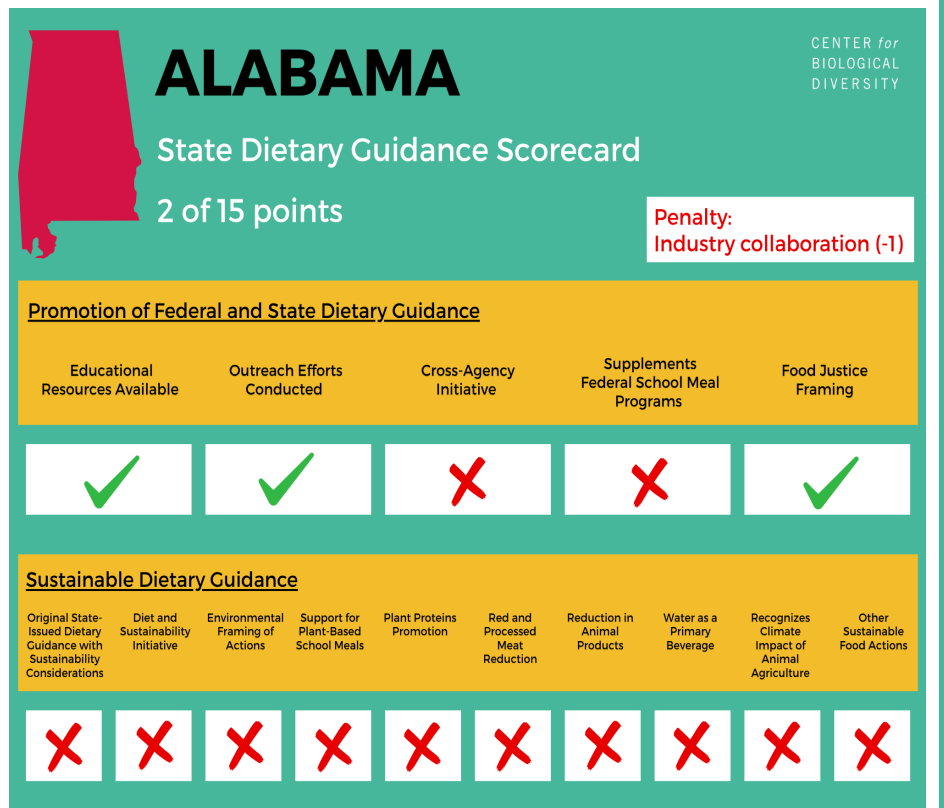 ALABAMA
CENTER for
BIOLOGICAL
DIVERSITY
State Dietary Guidance Scorecard
2 of 15 points
Penalty:
Industry collaboration (-1)
Promotion of Federal and State Dietary Guidance
Educational
Resources Available
Outreach Efforts
Conducted
Cross-Agency
Initiative
Supplements
Federal School Meal
Programs
Food Justice
Framing
Sustainable Dietary Guidance
Original State-
Issued Dietary
Guidance with
Sustainability
Considerations
Diet and
Sustainability
Initiative
Environmental
Framing of
Actions
Support for
Plant-Based
School Meals
Plant Proteins
Promotion
Red and
Processed
Meat
Reduction
Reduction in
Animal
Products
Water as a
Primary
Beverage
Recognizes
Climate
Impact of
Animal
Agriculture
Other
Sustainable
Food Actions